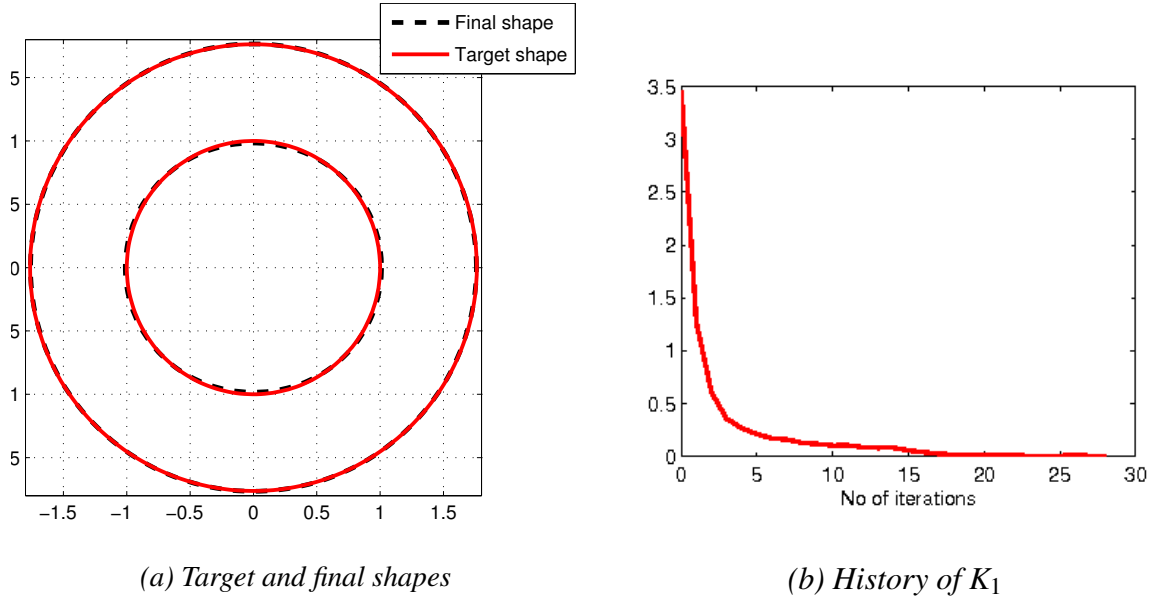 Final shape
Target shape
5
1
5
0
5
1
5
−1.5 −1 −0.5 0 0.5 1 1.5
(a) Target and final shapes
3.5
3
2.5
2
1.5
1
0.5
0
0 5 10 15 20 25 30
No of iterations
(b) History of K1